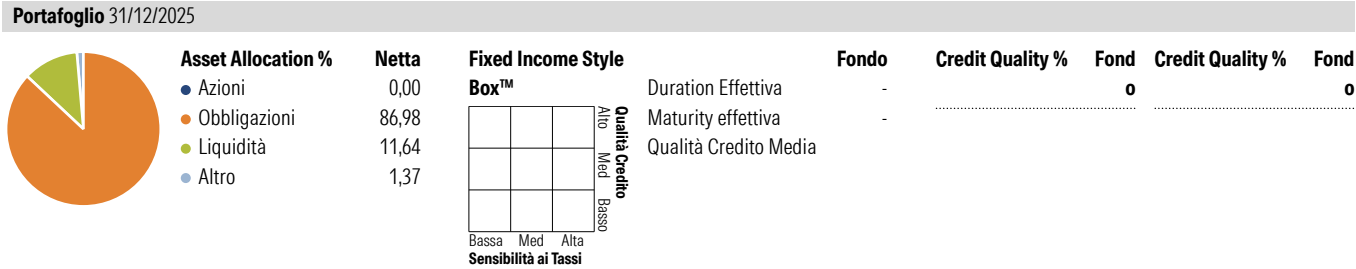 Portafoglio 31/12/2025
Asset Allocation % Netta
Azioni 0,00
Obbligazioni 86,98
Liquidità 11,64
Altro 1,37
Fixed Income Style
Box™
Alto Med Basso
Qualità Credito
Bassa Med Alta
Sensibilità ai Tassi
Fondo
Duration Effettiva -
Maturity effettiva -
Qualità Credito Media
Credit Quality % Fond
o
Credit Quality % Fond
o